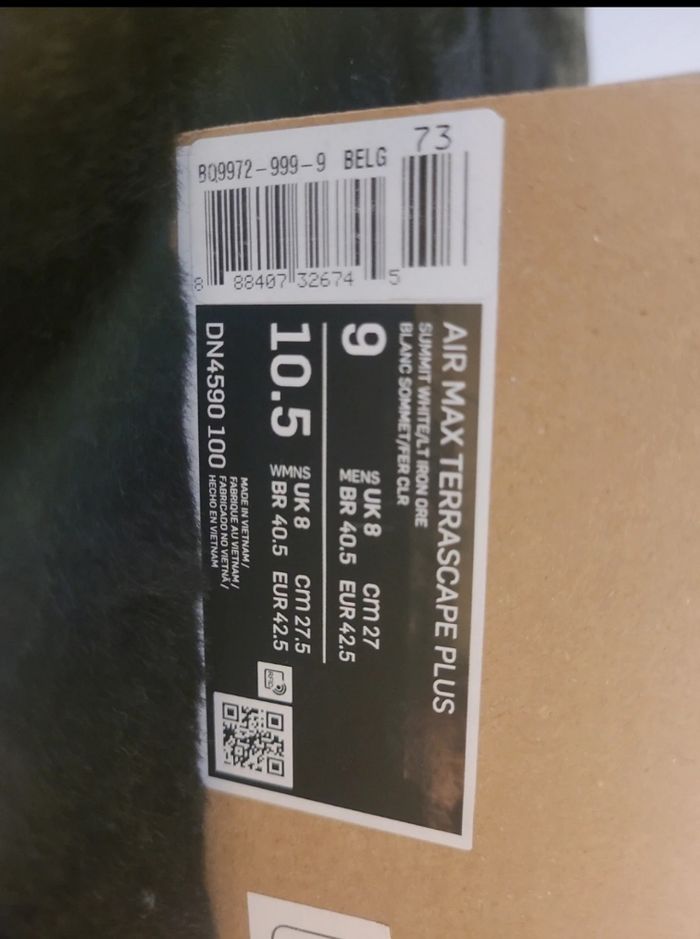 BQ9972-999-9 BELG
73
8 88407 32674 5
AIR MAX TERRASCAPE PLUS
SUMMIT WHITE/LT IRON ORE
BLANC SOMMET/FER CLR
9 MENS UK 8 cm 27
BR 40.5 EUR 42.5
10.5 WMNS UK 8 cm 27.5
BR 40.5 EUR 42.5
DN4590 100
MADE IN VIETNAM /
FABRIQUE AU VIETNAM /
FABRICADO NO VIETNÃ /
HECHO EN VIETNAM
RFID